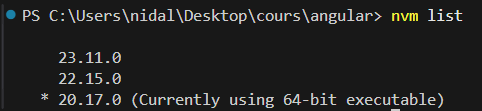 PS C:\Users\nidal\Desktop\cours\angular> nvm list
23.11.0
22.15.0
* 20.17.0 (Currently using 64-bit executable)